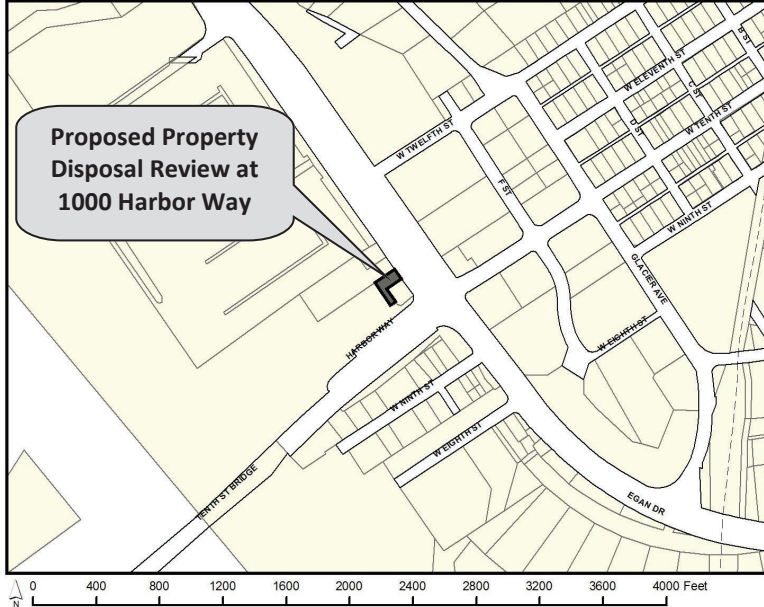 Proposed Property
Disposal Review at
1000 Harbor Way
W ELEVENTH ST
B ST
C ST
D ST
W TENTH ST
W TWELFTH ST
F ST
W NINTH ST
GLACIER AVE
W EIGHTH ST
HARBOR WAY
W NINTH ST
W EIGHTH ST
TENTH ST BRIDGE
EGAN DR
N
0 400 800 1200 1600 2000 2400 2800 3200 3600 4000 Feet